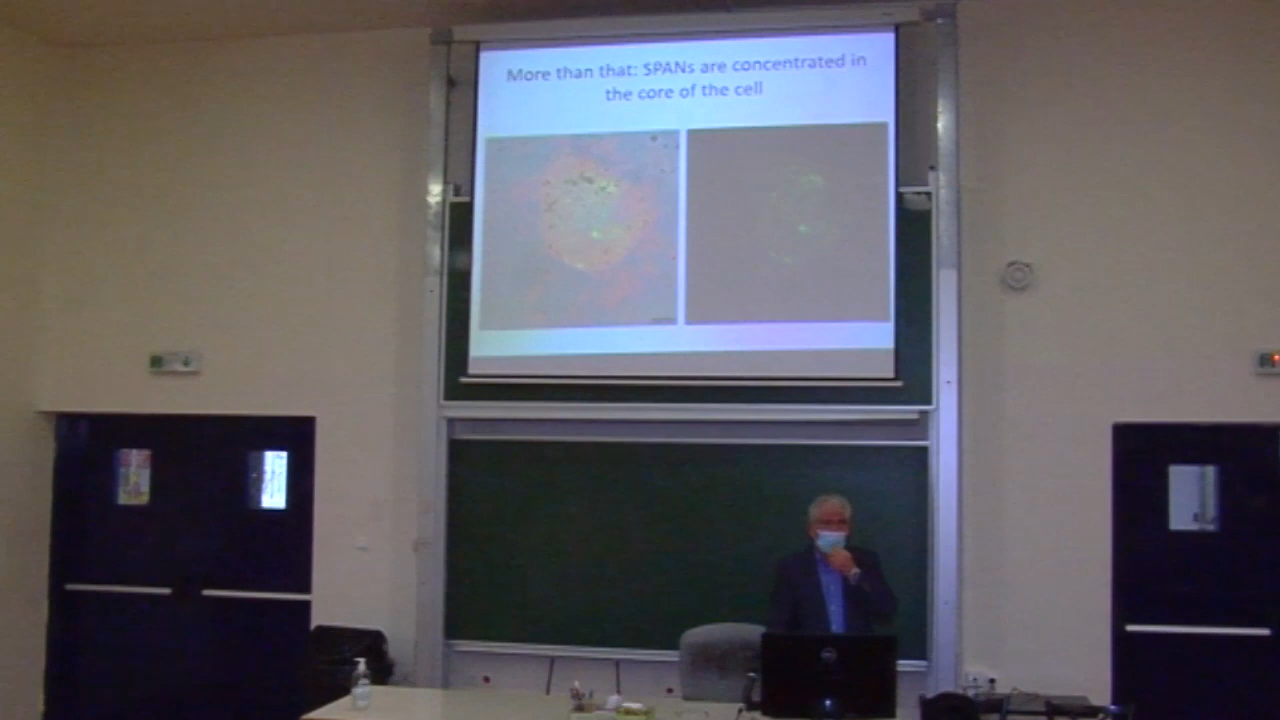 More than that: SPANs are concentrated in
the core of the cell